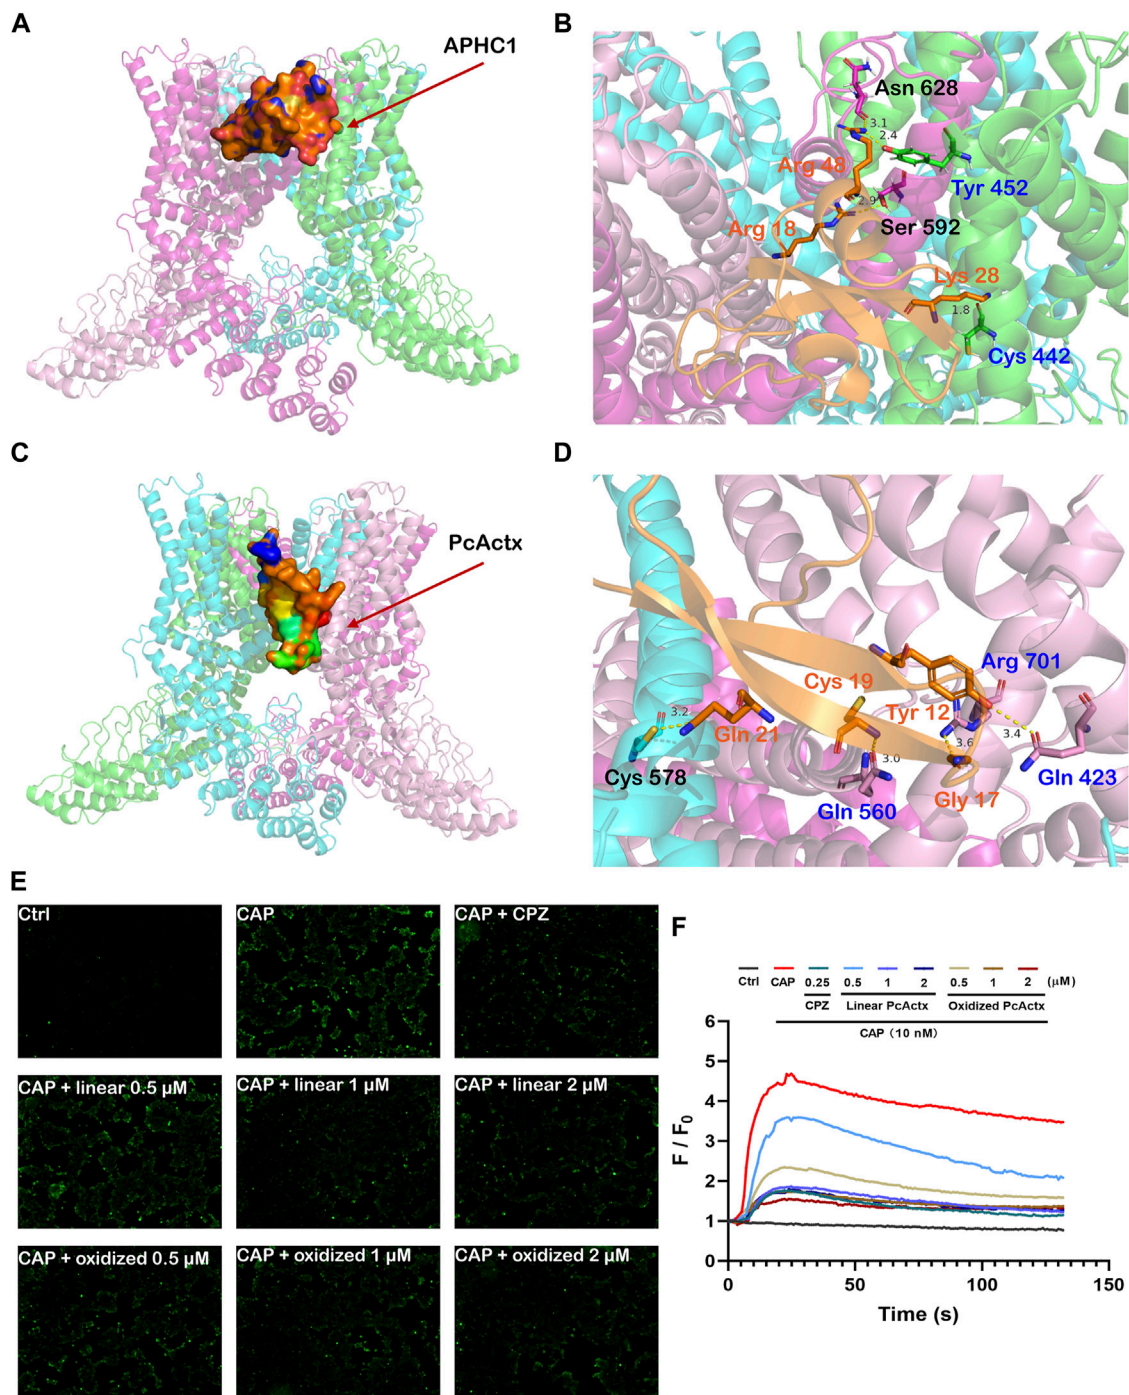 A
APHC1
B
Asn 628
3.1
2.4
Arg 48
Tyr 452
2.9
Ser 592
Arg 18
Lys 28
1.8
Cys 442
C
PcActx
D
Arg 701
Cys 19
Tyr 12
3.2
Gln 21
3.6
3.4
3.0
Cys 578
Gln 423
Gly 17
Gln 560
E
Ctrl
CAP
CAP + CPZ
CAP + linear 0.5 μM
CAP + linear 1 μM
CAP + linear 2 μM
CAP + oxidized 0.5 μM
CAP + oxidized 1 μM
CAP + oxidized 2 μM
F
Ctrl CAP 0.25 0.5 1 2 0.5 1 2 (μM)
CPZ Linear PcActx Oxidized PcActx
CAP (10 nM)
6
5
4
3
2
1
0
F / F0
0 50 100 150
Time (s)